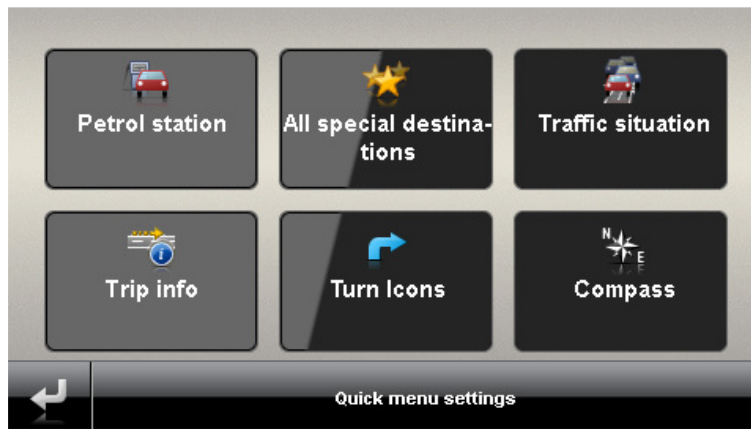 Petrol station
All special destina-
tions
Traffic situation
Trip info
Turn Icons
N
E
Compass
Quick menu settings